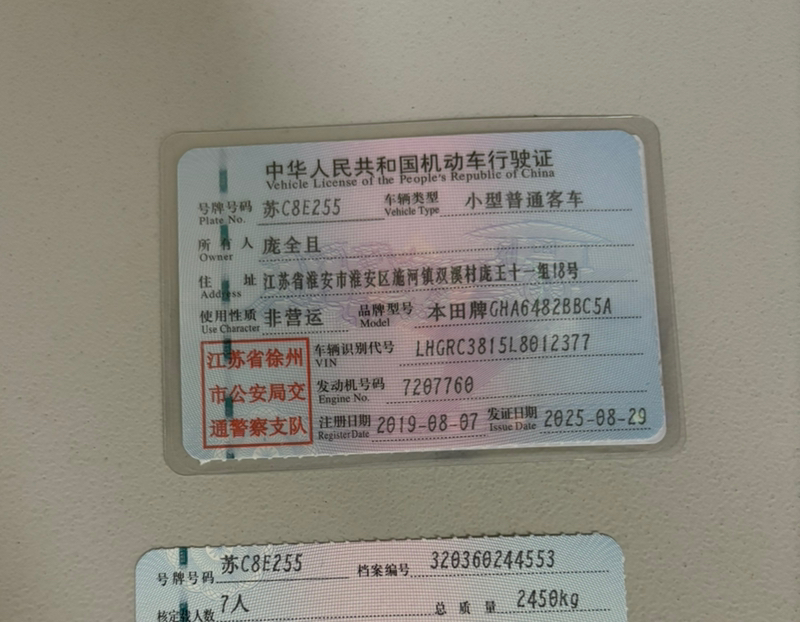 中华人民共和国机动车行驶证
Vehicle License of the People's Republic of China
号牌号码 苏C8E255 车辆类型 小型普通客车
Plate No. Vehicle Type
所有人 庞全且
Owner
住址 江苏省淮安市淮安区施河镇双溪村庞王十一组18号
Address
使用性质 非营运 品牌型号 本田牌GHA6482BBC5A
Use Character Model
江苏省徐州
市公安局交
通警察支队
车辆识别代号 LHGRC3815L8012377
VIN
发动机号码 7207760
Engine No.
注册日期 2019-08-07 发证日期 2025-08-29
Register Date Issue Date
号牌号码 苏C8E255 档案编号 320360244553
核定载人数 7人 总质量 2450kg